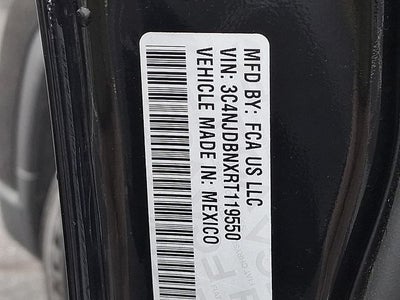 MFD BY: FCA US LLC
VIN: 3C4NJDBNXRT119550
VEHICLE MADE IN: MEXICO